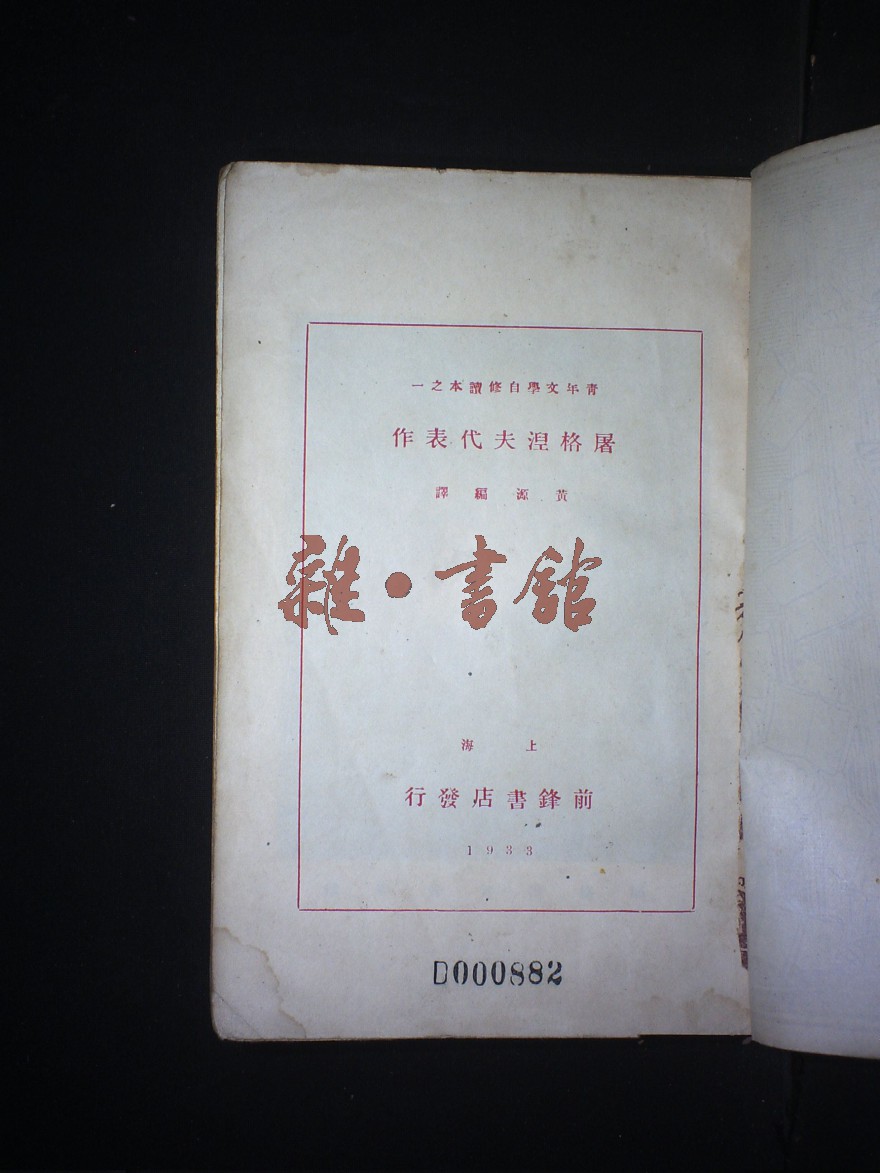 青年文學自修讀本之一
屠格涅夫代表作
黃源編譯
雜·書館
上海
前鋒書店發行
1933
D000882